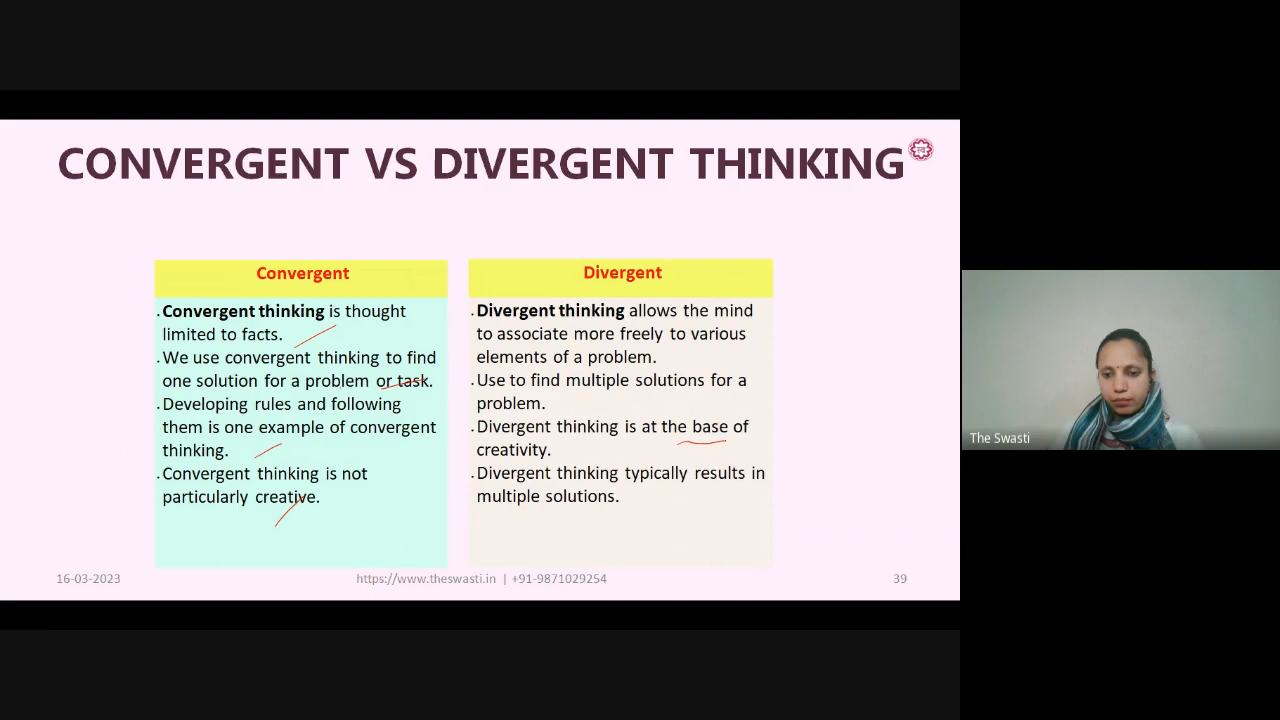 CONVERGENT VS DIVERGENT THINKING
Convergent
.Convergent thinking is thought
limited to facts.
.We use convergent thinking to find
one solution for a problem or task.
.Developing rules and following
them is one example of convergent
thinking.
.Convergent thinking is not
particularly creative.
Divergent
.Divergent thinking allows the mind
to associate more freely to various
elements of a problem.
.Use to find multiple solutions for a
problem.
.Divergent thinking is at the base of
creativity.
.Divergent thinking typically results in
multiple solutions.
16-03-2023
https://www.theswasti.in | +91-9871029254
39
The Swasti